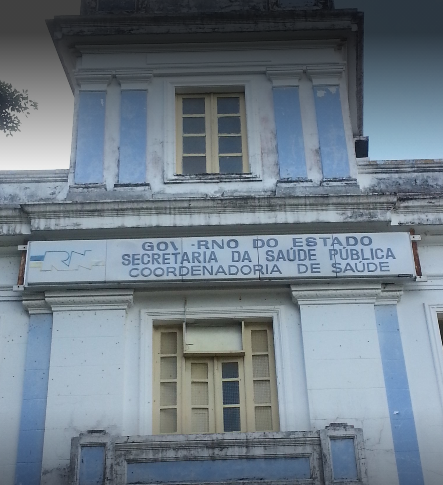 RN
GOV RNO DO ESTADO
SECRETARIA DA SAÚDE PÚBLICA
COORDENADORIA DE SAÚDE